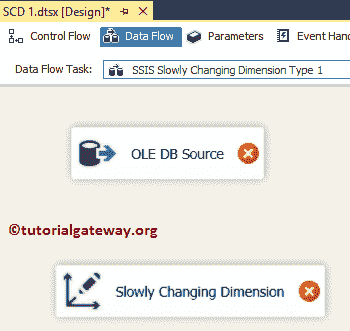 SCD 1.dtsx [Design]*
Control Flow Data Flow Parameters Event Hand
Data Flow Task: SSIS Slowly Changing Dimension Type 1
OLE DB Source
©tutorialgateway.org
Slowly Changing Dimension